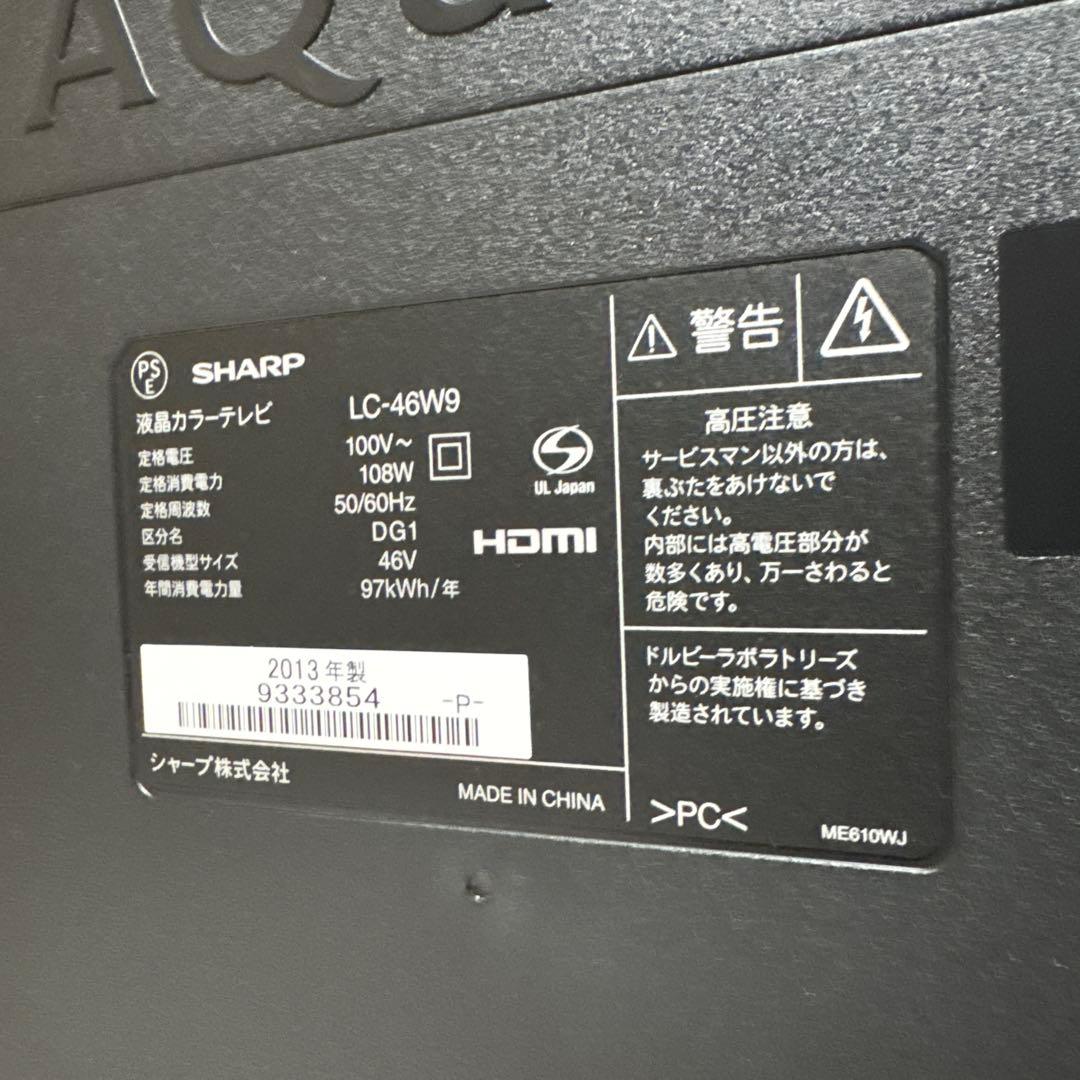 AQU
PSE
SHARP
液晶カラーテレビ LC-46W9
定格電圧 100V~
定格消費電力 108W
定格周波数 50/60Hz
区分名 DG1
受信機型サイズ 46V
年間消費電力量 97kWh/年
UL Japan
HDMI
2013年製
9333854 -P-
シャープ株式会社
MADE IN CHINA
警告
高圧注意
サービスマン以外の方は、
裏ぶたをあけないで
ください。
内部には高電圧部分が
数多くあり、万一さわると
危険です。
ドルビーラボラトリーズ
からの実施権に基づき
製造されています。
>PC<
ME610WJ